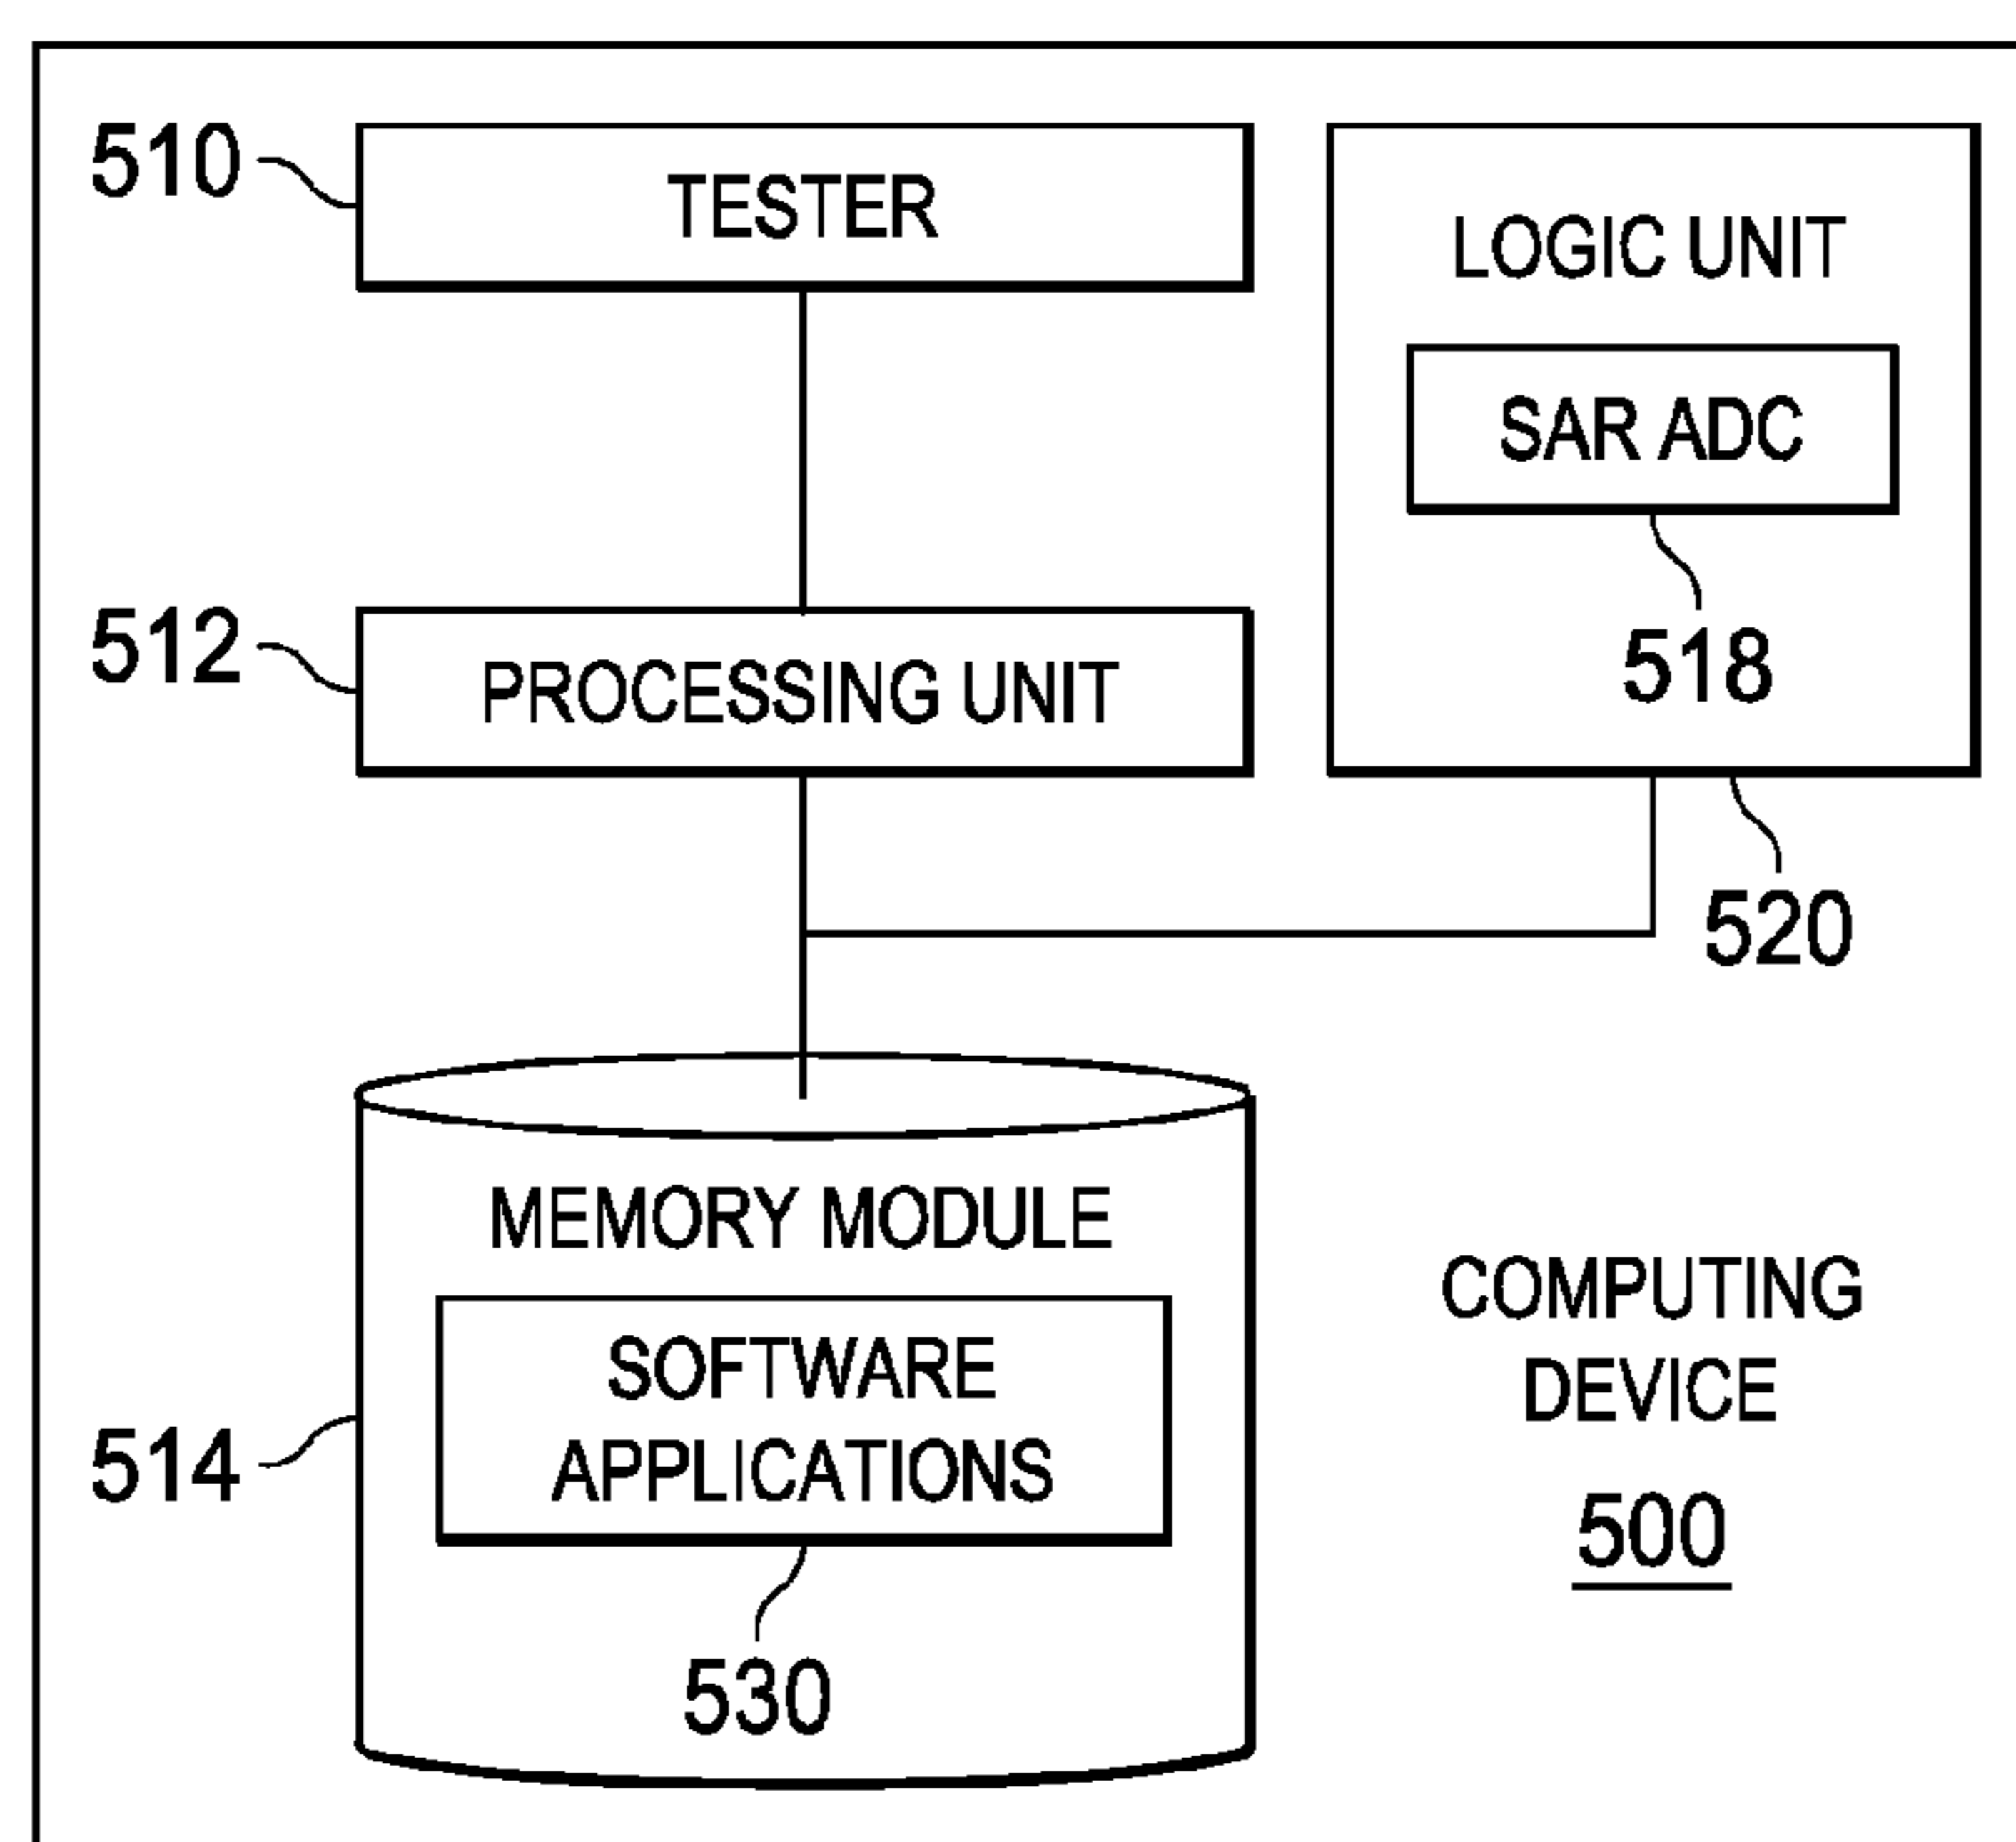 510
TESTER
LOGIC UNIT
SAR ADC
518
512
PROCESSING UNIT
520
MEMORY MODULE
SOFTWARE
APPLICATIONS
514
530
COMPUTING
DEVICE
500